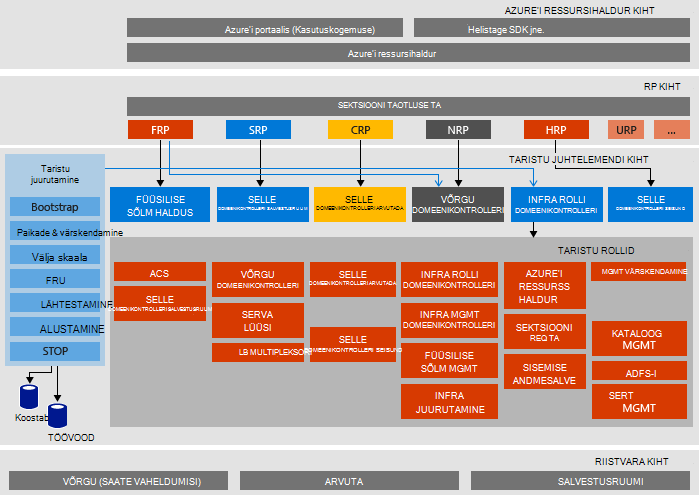 AZURE'I RESSURSIHALDUR KIHT
Azure'i portaalis (Kasutuskogemuse)
Helistage SDK jne.
Azure'i ressursihaldur
RP KIHT
SEKTSIOONI TAOTLUSE TA
FRP
SRP
CRP
NRP
HRP
URP
...
TARISTU JUHTELEMENDI KIHT
Taristu
juurutamine
Bootstrap
Paikade & värskendamine
Välja skaala
FRU
LÄHTESTAMINE
ALUSTAMINE
STOP
Koostab
TÖÖVOOD
FÜÜSILISE
SÕLM HALDUS
SELLE
DOMEENIKONTROLLERI SALVESTUSRUUM
SELLE
DOMEENIKONTROLLERI ARVUTADA
VÕRGU
DOMEENIKONTROLLERI
INFRA ROLLI
DOMEENIKONTROLLERI
SELLE
DOMEENIKONTROLLERI SEISUND
TARISTU ROLLID
ACS
SELLE
DOMEENIKONTROLLERI SALVESTUSRUUM
VÕRGU
DOMEENIKONTROLLERI
SERVA
LÜÜSI
LB MULTIPLEKSORI
SELLE
DOMEENIKONTROLLERI ARVUTADA
SELLE
DOMEENIKONTROLLERI SEISUND
INFRA ROLLI
DOMEENIKONTROLLERI
INFRA MGMT
DOMEENIKONTROLLERI
FÜÜSILISE
SÕLM MGMT
INFRA
JUURUTAMINE
AZURE'I
RESSURSS
HALDUR
SEKTSIOONI
REQ TA
SISEMISE
ANDMESALVE
MGMT VÄRSKENDAMINE
KATALOOG
MGMT
ADFS-I
SERT
MGMT
RIISTVARA KIHT
VÕRGU (SAATE VAHELDUMISI)
ARVUTA
SALVESTUSRUUMI